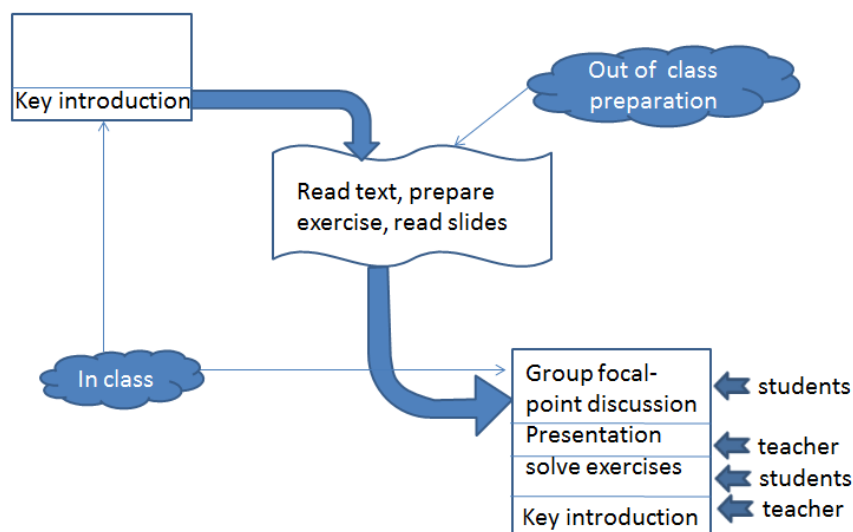 Key introduction
Out of class
preparation
Read text, prepare
exercise, read slides
In class
Group focal-
point discussion
students
Presentation
teacher
solve exercises
students
Key introduction
teacher